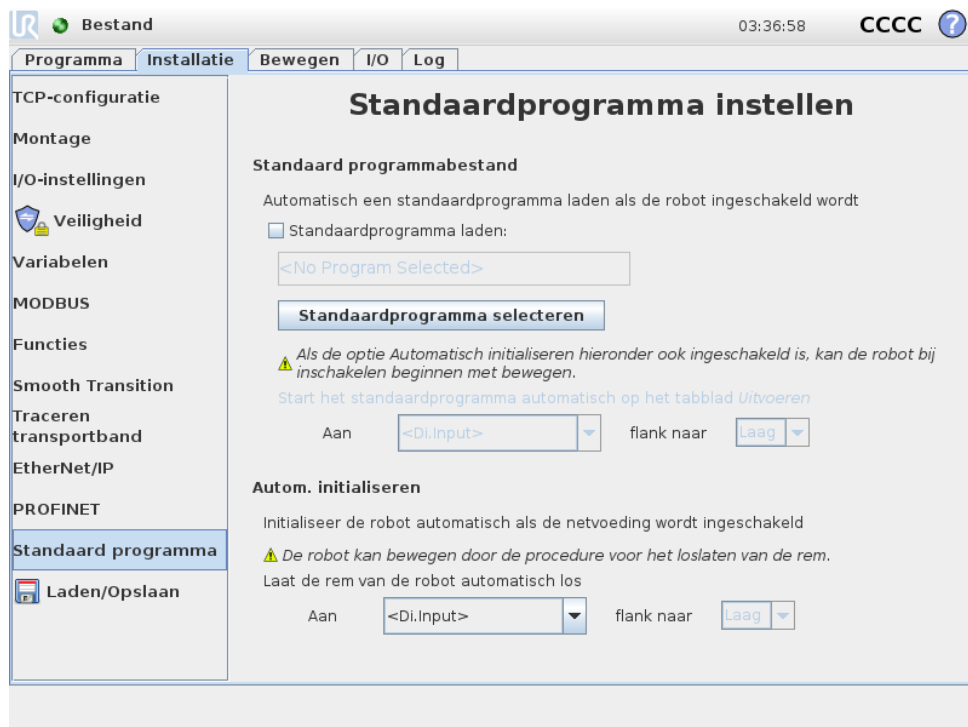 UR Bestand 03:36:58 CCCC ?
Programma Installatie Bewegen I/O Log
TCP-configuratie
Montage
I/O-instellingen
Veiligheid
Variabelen
MODBUS
Functies
Smooth Transition
Traceren
transportband
EtherNet/IP
PROFINET
Standaard programma
Laden/Opslaan
Standaardprogramma instellen
Standaard programmabestand
Automatisch een standaardprogramma laden als de robot ingeschakeld wordt
Standaardprogramma laden:
<No Program Selected>
Standaardprogramma selecteren
Als de optie Automatisch initialiseren hieronder ook ingeschakeld is, kan de robot bij
inschakelen beginnen met bewegen.
Start het standaardprogramma automatisch op het tabblad Uitvoeren
Aan <Di.Input> flank naar Laag
Autom. initialiseren
Initialiseer de robot automatisch als de netvoeding wordt ingeschakeld
De robot kan bewegen door de procedure voor het loslaten van de rem.
Laat de rem van de robot automatisch los
Aan <Di.Input> flank naar Laag